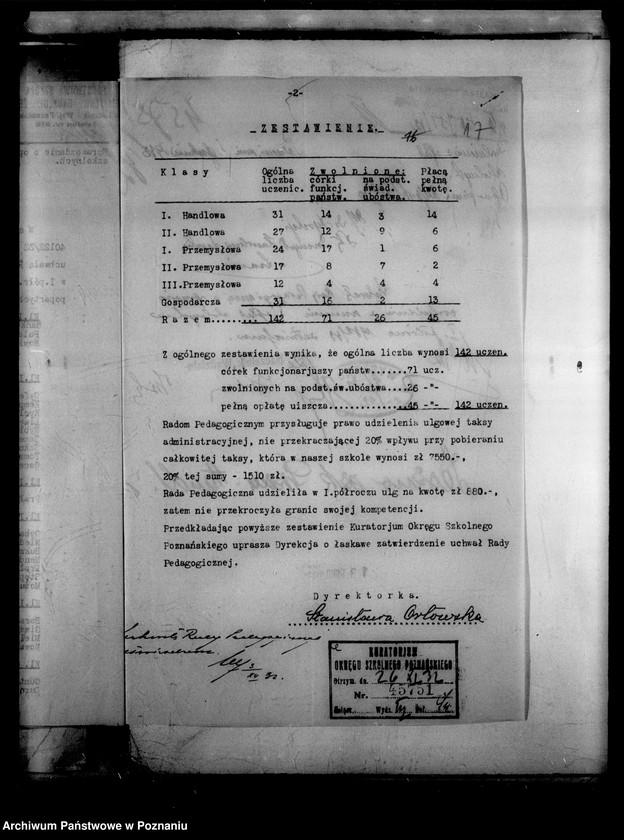 -2-
17
ZESTAWIENIE.
Klasy Ogólna liczba uczenic. Zwolnione: córki funkcj. państw. na podst. świad. ubóstwa. Płacą pełną kwotę.
I. Handlowa 31 14 3 14
II. Handlowa 27 12 9 6
I. Przemysłowa 24 17 1 6
II. Przemysłowa 17 8 7 2
III.Przemysłowa 12 4 4 4
Gospodarcza 31 16 2 13
Razem........ 142 71 26 45
Z ogólnego zestawienia wynika, że ogólna liczba wynosi 142 uczen.
córek funkcjonarjuszy państw.......71 ucz.
zwolnionych na podst.św.ubóstwa....26 -"-
pełną opłatę uiszcza...............45 -"- 142 uczen.
Radom Pedagogicznym przysługuje prawo udzielenia ulgowej taksy
administracyjnej, nie przekraczającej 20% wpływu przy pobieraniu
całkowitej taksy, która w naszej szkole wynosi zł 7550.-,
20% tej sumy - 1510 zł.
Rada Pedagogiczna udzieliła w I.półroczu ulg na kwotę zł 880.-,
zatem nie przekroczyła granic swojej kompetencji.
Przedkładając powyższe zestawienie Kuratorjum Okręgu Szkolnego
Poznańskiego uprasza Dyrekcja o łaskawe zatwierdzenie uchwał Rady
Pedagogicznej.
Dyrektorka.
Stanisława Orłowska
KURATORJUM
OKRĘGU SZKOLNEGO POZNAŃSKIEGO
Otrzym. dn. 26 XI. 32
Nr. 45751
Archiwum Państwowe w Poznaniu